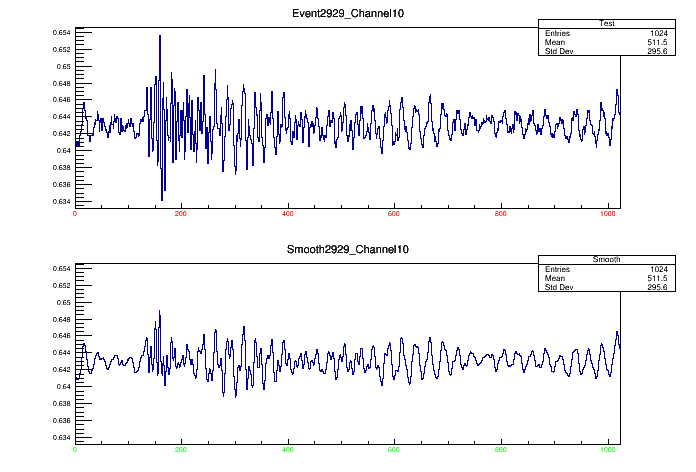 Event2929_Channel10
Test
Entries 1024
Mean 511.5
Std Dev 295.6
0.654
0.652
0.65
0.648
0.646
0.644
0.642
0.64
0.638
0.636
0.634
0 200 400 600 800 1000
Smooth2929_Channel10
Smooth
Entries 1024
Mean 511.5
Std Dev 295.6
0.654
0.652
0.65
0.648
0.646
0.644
0.642
0.64
0.638
0.636
0.634
0 200 400 600 800 1000